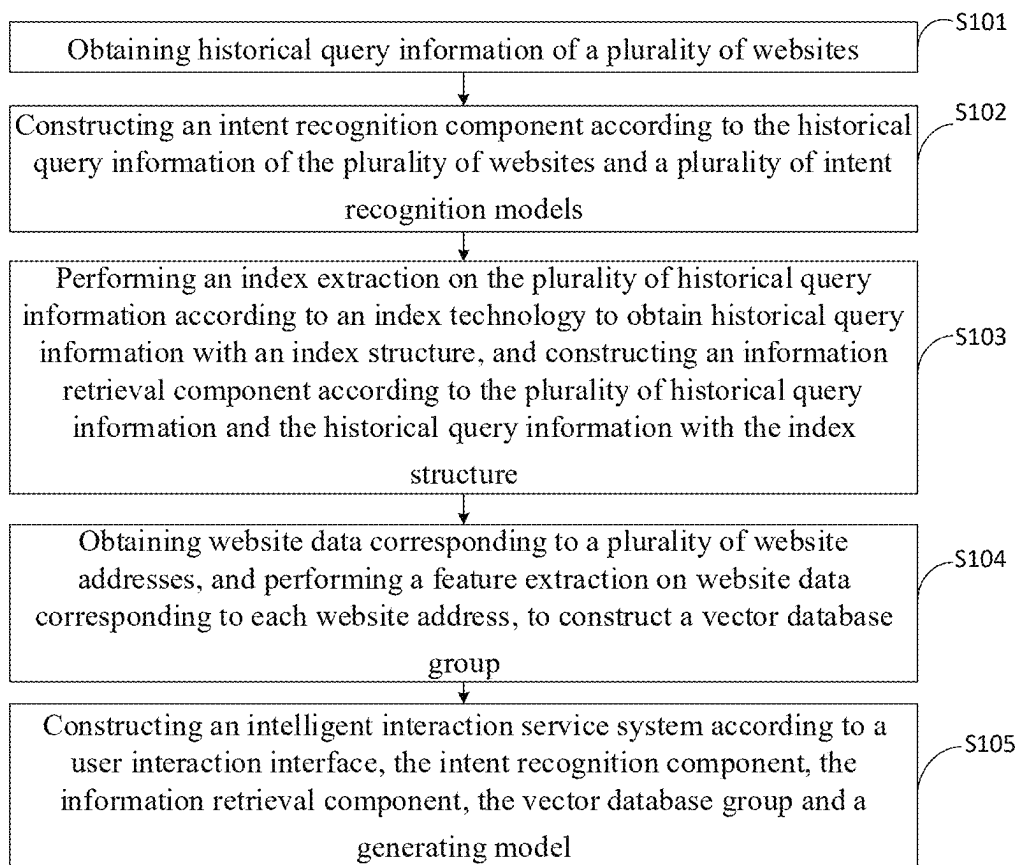 S101
Obtaining historical query information of a plurality of websites
S102
Constructing an intent recognition component according to the historical
query information of the plurality of websites and a plurality of intent
recognition models
Performing an index extraction on the plurality of historical query
information according to an index technology to obtain historical query
information with an index structure, and constructing an information
retrieval component according to the plurality of historical query
information and the historical query information with the index
structure
S103
Obtaining website data corresponding to a plurality of website
addresses, and performing a feature extraction on website data
corresponding to each website address, to construct a vector database
group
S104
Constructing an intelligent interaction service system according to a
user interaction interface, the intent recognition component, the
information retrieval component, the vector database group and a
generating model
S105